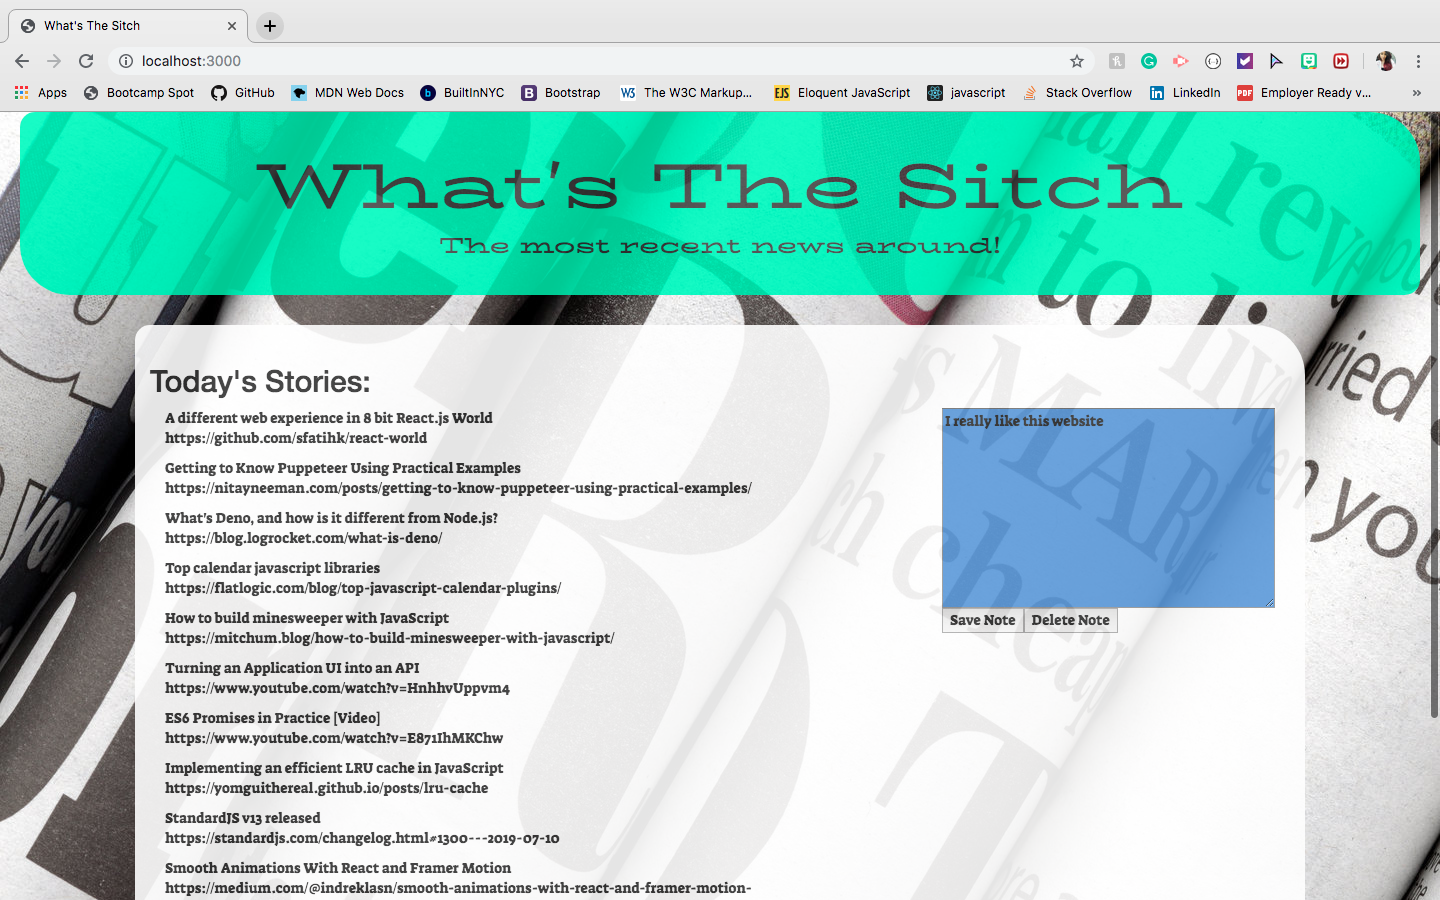 What's The Sitch
localhost:3000
Apps
Bootcamp Spot
GitHub
MDN Web Docs
BuiltInNYC
Bootstrap
The W3C Markup...
Eloquent JavaScript
javascript
Stack Overflow
LinkedIn
Employer Ready v...
»
What's The Sitch
The most recent news around!
Today's Stories:
A different web experience in 8 bit React.js World
https://github.com/sfatihk/react-world
Getting to Know Puppeteer Using Practical Examples
https://nitayneeman.com/posts/getting-to-know-puppeteer-using-practical-examples/
What's Deno, and how is it different from Node.js?
https://blog.logrocket.com/what-is-deno/
Top calendar javascript libraries
https://flatlogic.com/blog/top-javascript-calendar-plugins/
How to build minesweeper with JavaScript
https://mitchum.blog/how-to-build-minesweeper-with-javascript/
Turning an Application UI into an API
https://www.youtube.com/watch?v=HnhhvUppvm4
ES6 Promises in Practice [Video]
https://www.youtube.com/watch?v=E871IhMKChw
Implementing an efficient LRU cache in JavaScript
https://yomguithereal.github.io/posts/lru-cache
StandardJS v13 released
https://standardjs.com/changelog.html#1300---2019-07-10
Smooth Animations With React and Framer Motion
https://medium.com/@indreklasn/smooth-animations-with-react-and-framer-motion-
I really like this website
Save Note
Delete Note